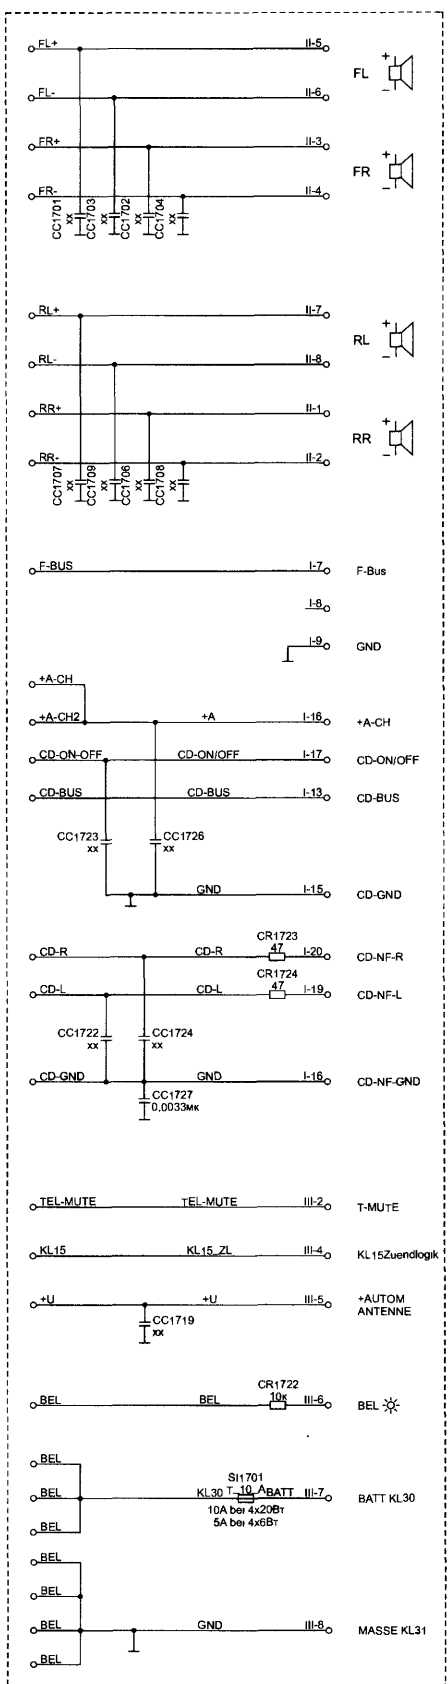 FL+ II-5
+
FL
−
FL- II-6
FR+ II-3
+
FR
−
FR- II-4
CC1701 xx
CC1703 xx
CC1702 xx
CC1704 xx
RL+ II-7
+
RL
−
RL- II-8
RR+ II-1
+
RR
−
RR- II-2
CC1707 xx
CC1709 xx
CC1706 xx
CC1708 xx
F-BUS I-7 F-Bus
I-8
I-9 GND
+A-CH
+A-CH2 +A I-16 +A-CH
CD-ON-OFF CD-ON/OFF I-17 CD-ON/OFF
CD-BUS CD-BUS I-13 CD-BUS
CC1723 CC1726
xx xx
GND I-15 CD-GND
CR1723
CD-R CD-R 47 I-20 CD-NF-R
CR1724
CD-L CD-L 47 I-19 CD-NF-L
CC1722 CC1724
xx xx
CD-GND GND I-16 CD-NF-GND
CC1727
0,0033мк
TEL-MUTE TEL-MUTE III-2 T-MUTE
KL15 KL15_ZL III-4 KL15Zuendlogik
+U +U III-5 +AUTOM
ANTENNE
CC1719
xx
CR1722
BEL BEL 10к III-6 BEL
BEL
SI1701
BEL KL30 T_10_A BATT III-7 BATT KL30
10A bei 4x20Вт
5A bei 4x6Вт
BEL
BEL
BEL
BEL GND III-8 MASSE KL31
BEL